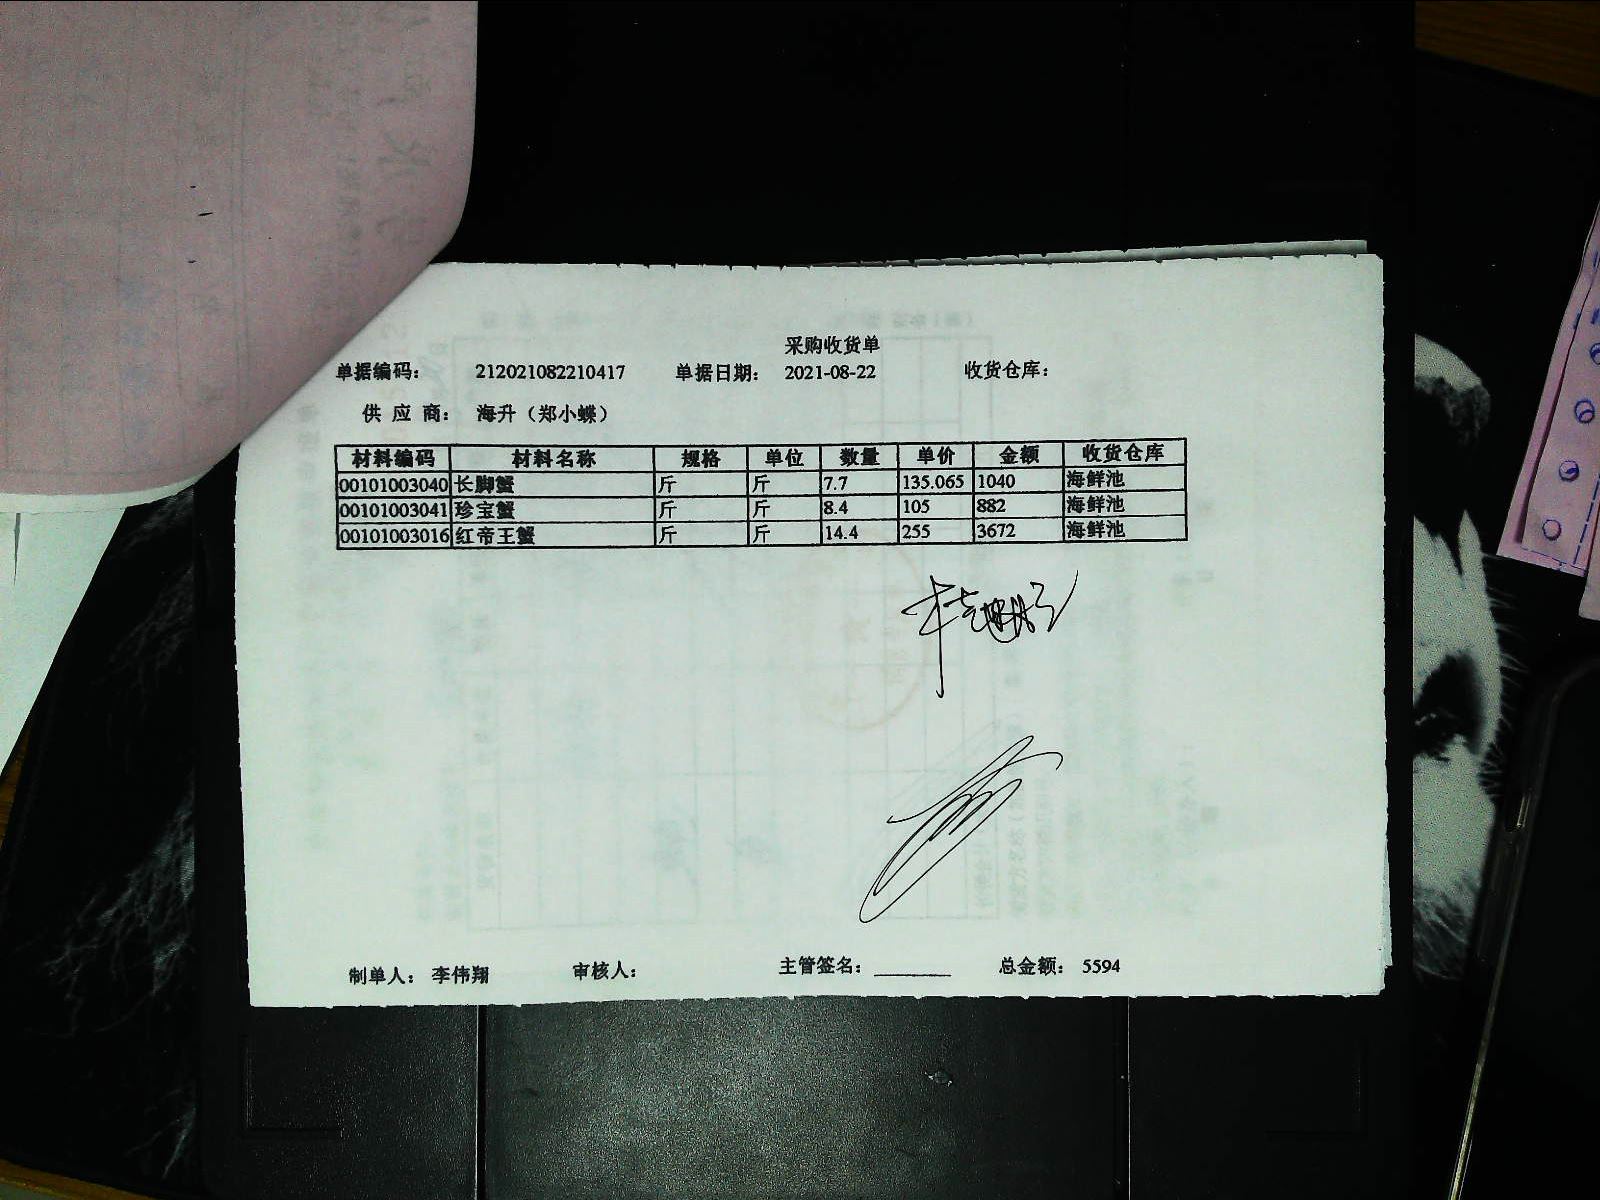 采购收货单
单据编码： 212021082210417 单据日期： 2021-08-22 收货仓库：
供 应 商： 海升（郑小蝶）
材料编码 材料名称 规格 单位 数量 单价 金额 收货仓库
00101003040 长脚蟹 斤 斤 7.7 135.065 1040 海鲜池
00101003041 珍宝蟹 斤 斤 8.4 105 882 海鲜池
00101003016 红帝王蟹 斤 斤 14.4 255 3672 海鲜池
制单人： 李伟翔 审核人： 主管签名： 总金额： 5594